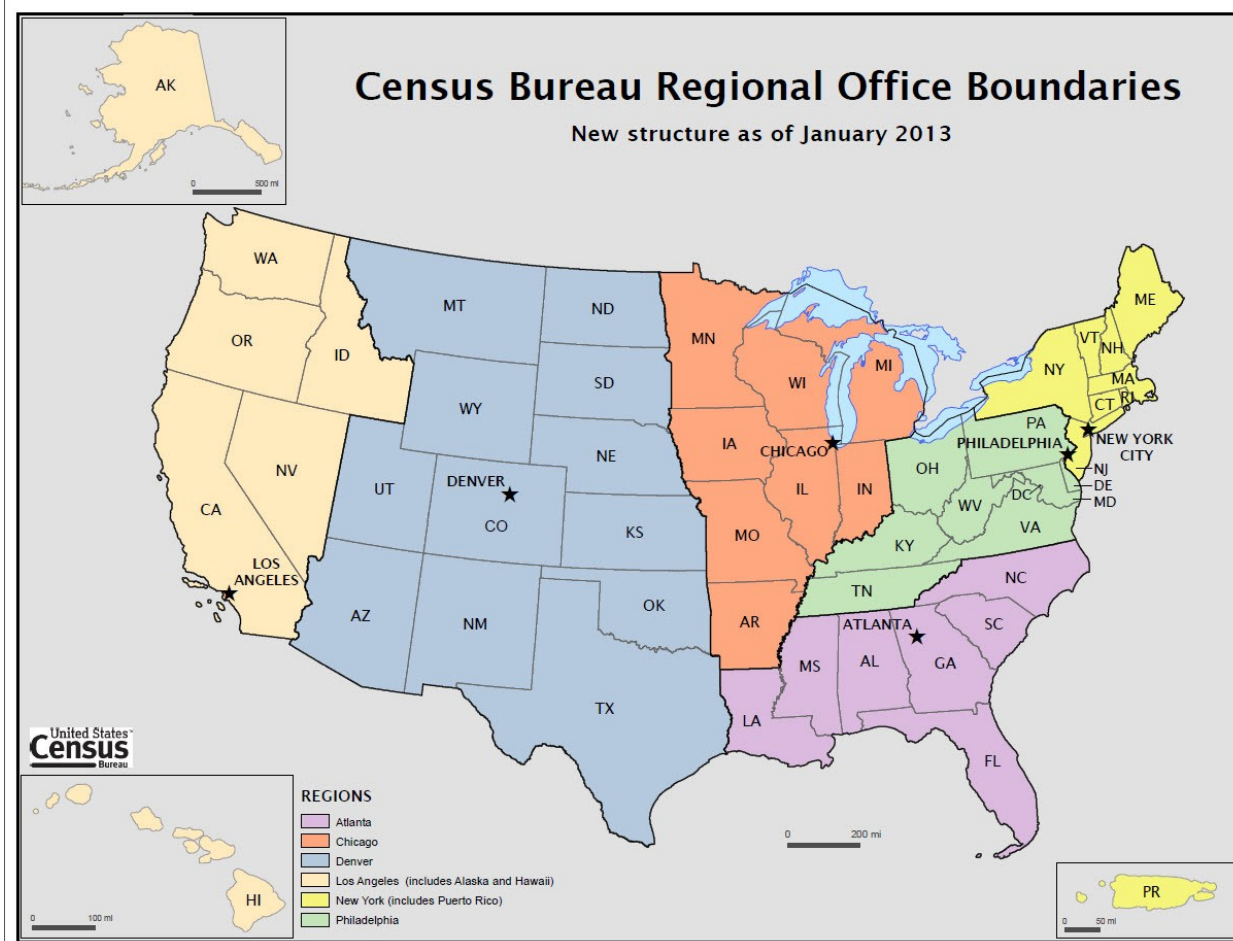 Census Bureau Regional Office Boundaries
New structure as of January 2013
AK
0 500 mi
WA
MT
ND
MN
ME
OR
ID
SD
WI
MI
NY
VT
NH
MA
CT
RI
WY
IA
PA
PHILADELPHIA
NEW YORK
CITY
NV
NE
CHICAGO
OH
NJ
DE
MD
UT
DENVER
CO
IL
IN
WV
DC
VA
CA
KS
MO
KY
LOS
ANGELES
AZ
NM
OK
AR
TN
NC
ATLANTA
SC
MS
AL
GA
TX
LA
FL
United States™
Census
Bureau
HI
0 100 mi
REGIONS
Atlanta
Chicago
Denver
Los Angeles (includes Alaska and Hawaii)
New York (includes Puerto Rico)
Philadelphia
0 200 mi
PR
0 50 mi